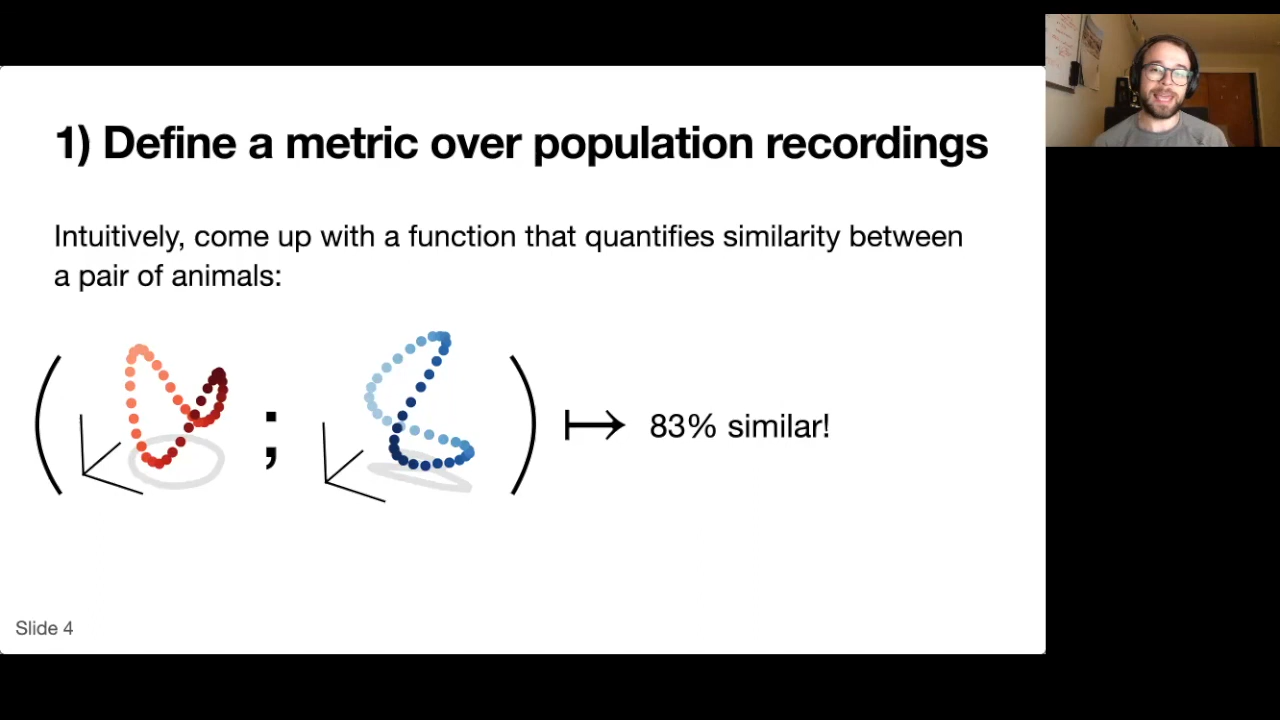 1) Define a metric over population recordings
Intuitively, come up with a function that quantifies similarity between
a pair of animals:
( ; ) ↦ 83% similar!
Slide 4